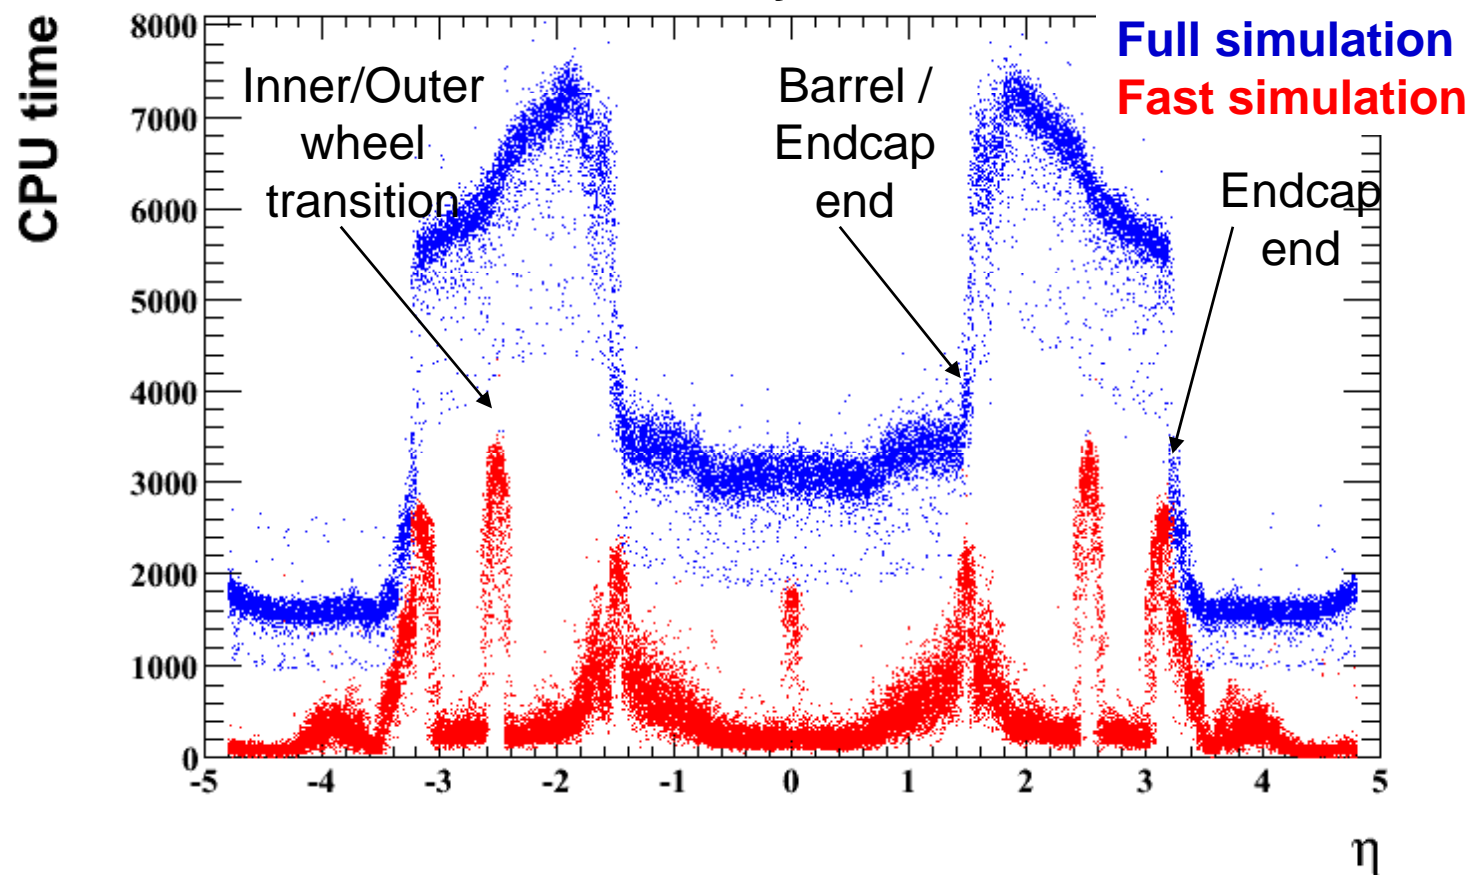 CPU time
8000
7000
6000
5000
4000
3000
2000
1000
0
Inner/Outer
wheel
transition
Barrel /
Endcap
end
Full simulation
Fast simulation
Endcap
end
-5 -4 -3 -2 -1 0 1 2 3 4 5
η